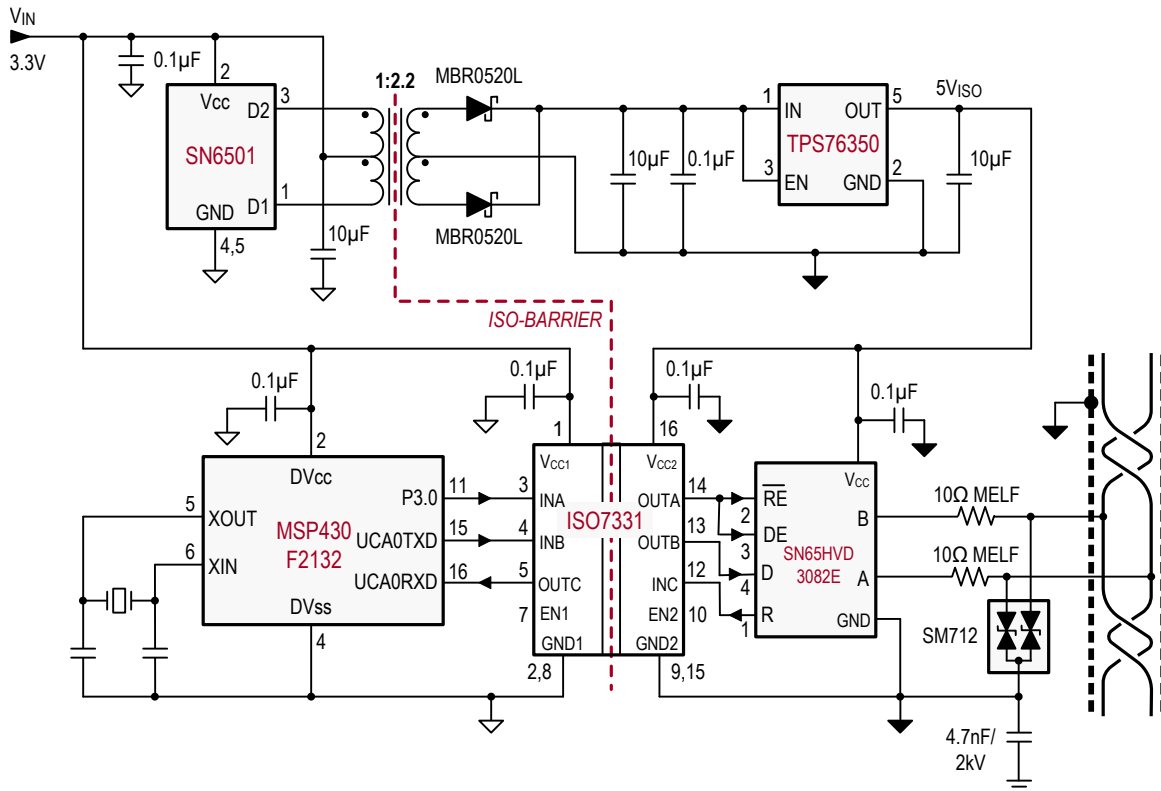 VIN
3.3V
0.1µF
2
Vcc
D2
3
SN6501
D1
1
GND
4,5
10µF
1:2.2
MBR0520L
MBR0520L
10µF
0.1µF
1
IN
OUT
5
TPS76350
3
EN
GND
2
5VISO
10µF
ISO-BARRIER
0.1µF
2
DVcc
5
XOUT
6
XIN
MSP430
F2132
P3.0
11
UCA0TXD
15
UCA0RXD
16
DVss
4
0.1µF
1
VCC1
3
INA
4
INB
5
OUTC
7
EN1
GND1
2,8
ISO7331
0.1µF
16
VCC2
OUTA
14
OUTB
13
INC
12
EN2
10
GND2
9,15
0.1µF
VCC
RE
2
DE
3
D
4
R
1
SN65HVD
3082E
B
A
GND
10Ω MELF
10Ω MELF
SM712
4.7nF/
2kV